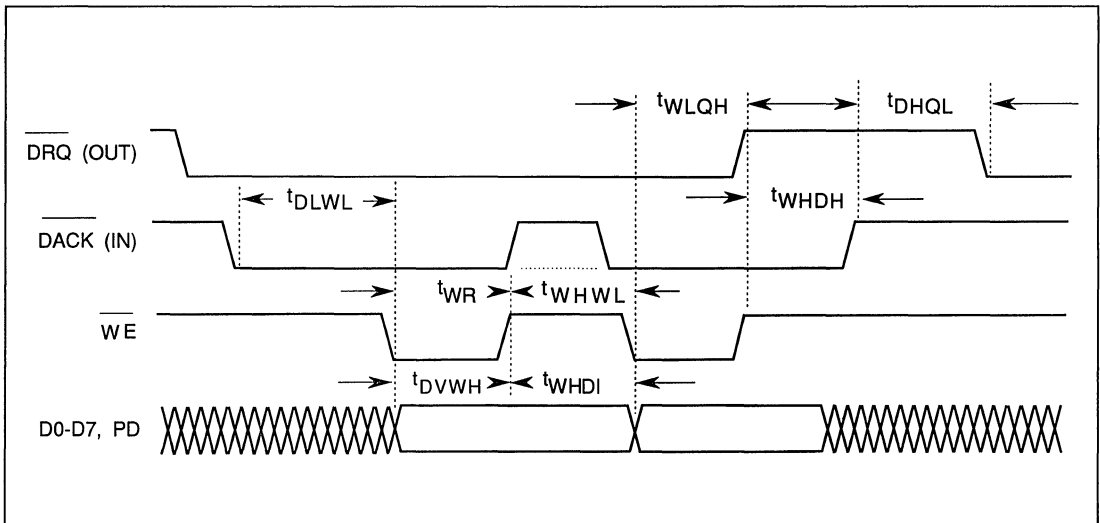 tWLQH tDHQL
DRQ (OUT)
tDLWL tWHDH
DACK (IN)
tWR tWHWL
WE
tDVWH tWHDI
D0-D7, PD